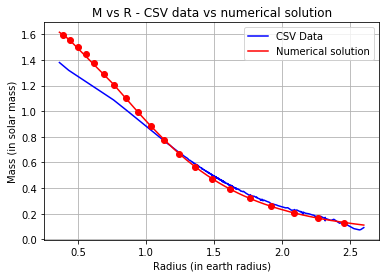 M vs R - CSV data vs numerical solution
CSV Data
Numerical solution
Mass (in solar mass)
1.6
1.4
1.2
1.0
0.8
0.6
0.4
0.2
0.0
0.5 1.0 1.5 2.0 2.5
Radius (in earth radius)